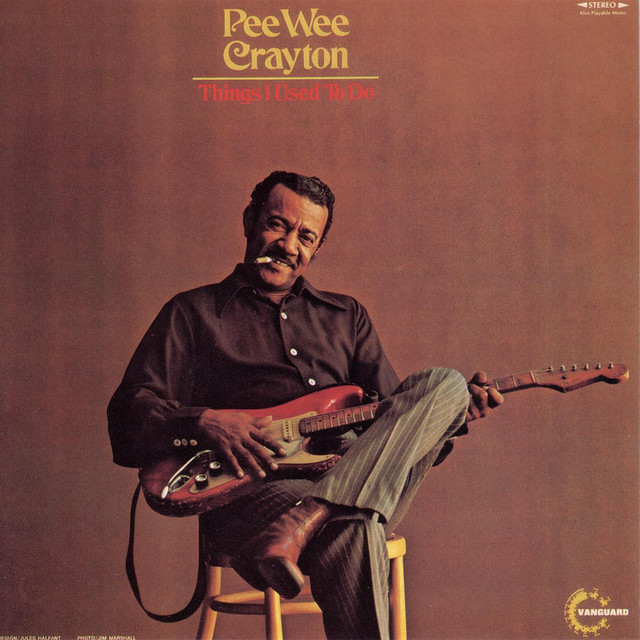 Pee Wee
Crayton
Things I Used To Do
STEREO
Also Playable Mono
VANGUARD
DESIGN/JULES HALFANT PHOTO/JIM MARSHALL